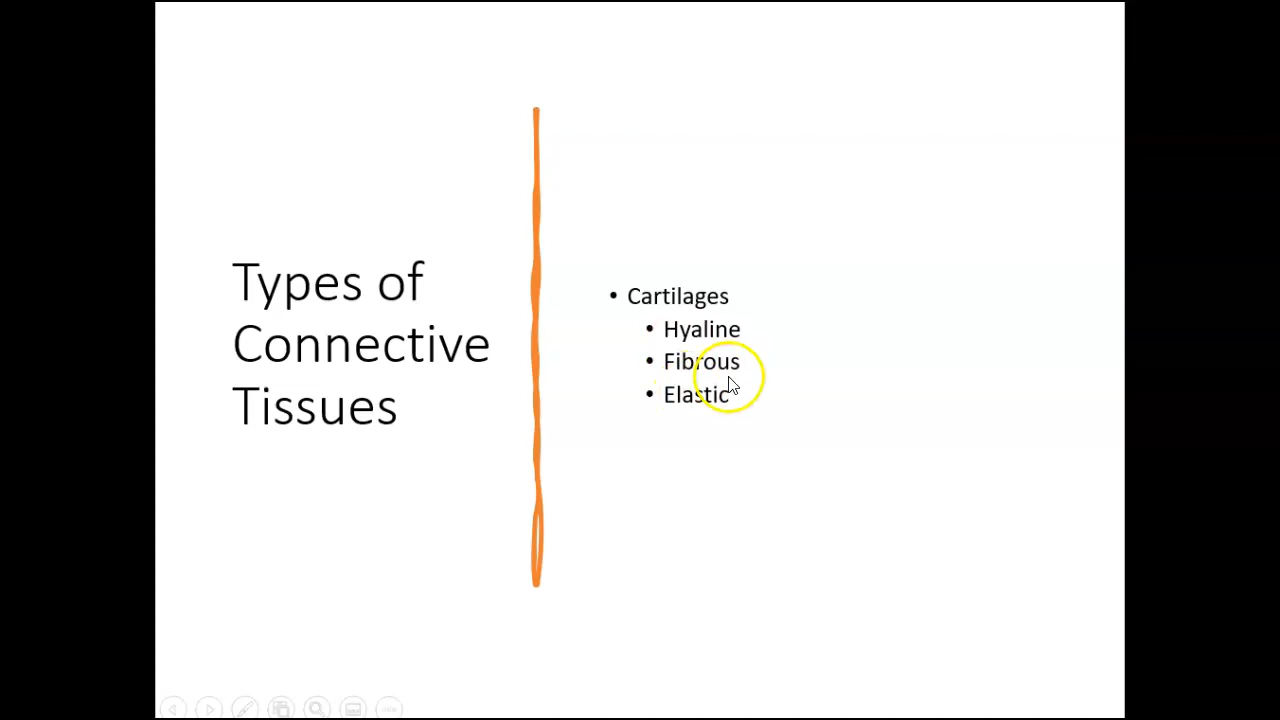 Types of
Connective
Tissues
• Cartilages
• Hyaline
• Fibrous
• Elastic